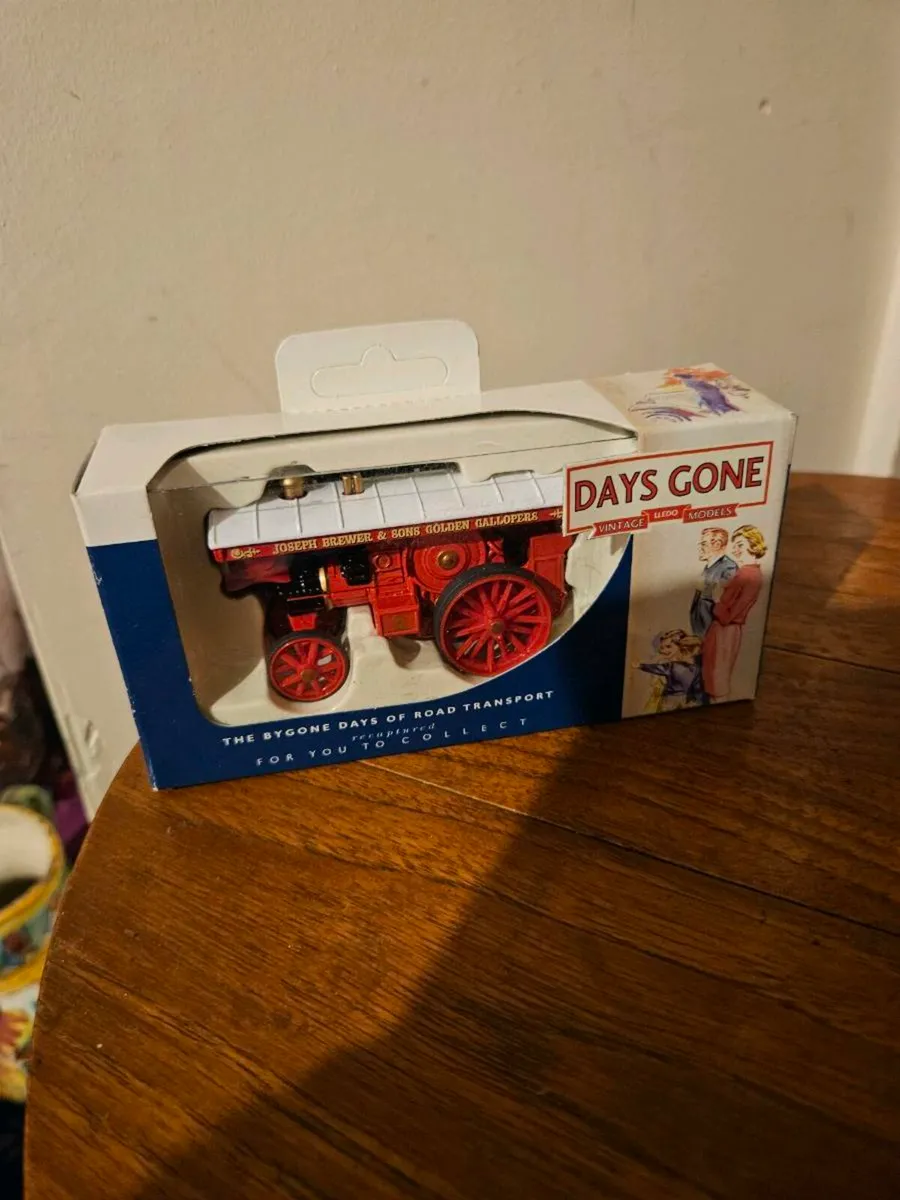 DAYS GONE
VINTAGE LLEDO MODELS
JOSEPH BREWER & SONS GOLDEN GALLOPERS
THE BYGONE DAYS OF ROAD TRANSPORT
recaptured
FOR YOU TO COLLECT